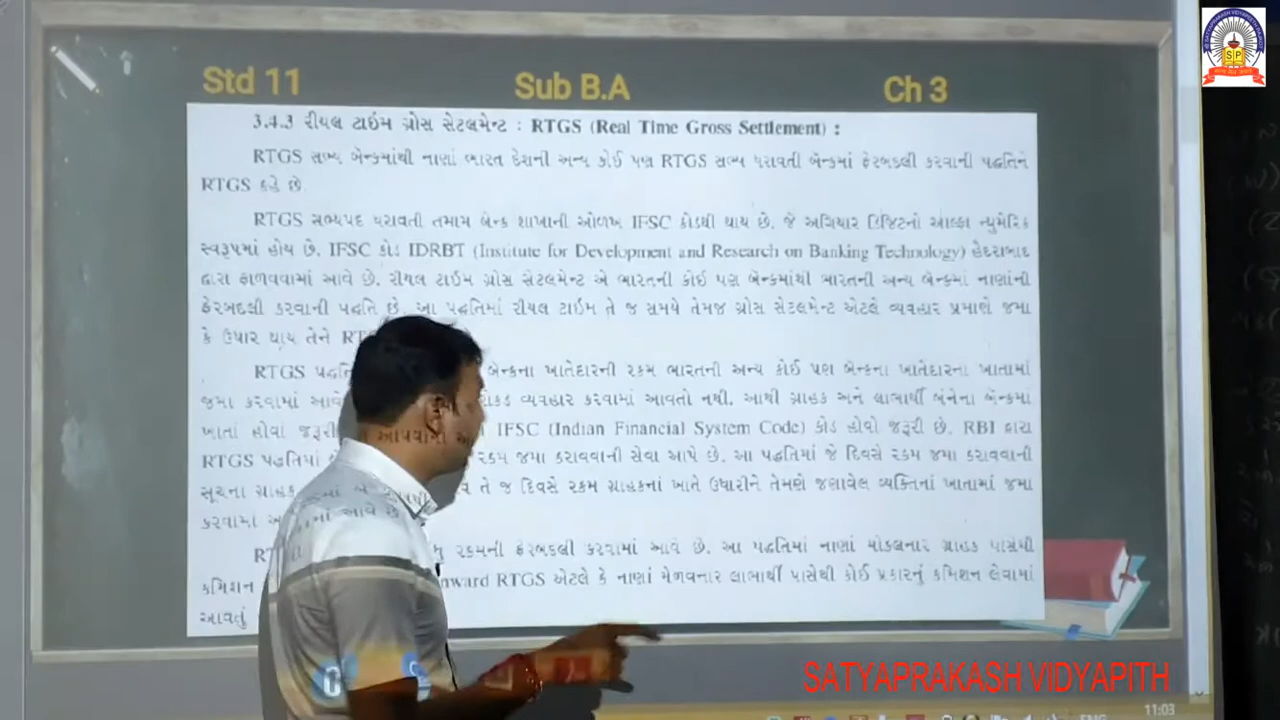 Std 11 Sub B.A Ch 3
3.4.3 રીયલ ટાઇમ ગ્રોસ સેટલમેન્ટ : RTGS (Real Time Gross Settlement) :
RTGS સભ્ય બૅન્કમાંથી નાણાં ભારત દેશની અન્ય કોઈ પણ RTGS સભ્ય ધરાવતી બૅન્કમાં ફેરબદલી કરવાની પદ્ધતિને
RTGS કહે છે.
RTGS સભ્યપદ ધરાવતી તમામ બૅન્ક શાખાની ઓળખ IFSC કોડથી થાય છે. જે અગિયાર ડિજિટનો આલ્ફા ન્યુમેરિક
સ્વરૂપમાં હોય છે. IFSC કોડ IDRBT (Institute for Development and Research on Banking Technology) હૈદરાબાદ
દ્વારા ફાળવવામાં આવે છે. રીયલ ટાઇમ ગ્રોસ સેટલમેન્ટ એ ભારતની કોઈ પણ બૅન્કમાંથી ભારતની અન્ય બૅન્કમાં નાણાંની
ફેરબદલી કરવાની પદ્ધતિ છે. આ પદ્ધતિમાં રીયલ ટાઇમ તે જ સમયે તેમજ ગ્રોસ સેટલમેન્ટ એટલે વ્યવહાર પ્રમાણે જમા
કે ઉધાર થાય તેને
RTGS બૅન્કના ખાતેદારની રકમ ભારતની અન્ય કોઈ પણ બૅન્કના ખાતેદારના ખાતામાં
જમા કરવામાં વ્યવહાર કરવામાં આવતો નથી. આથી ગ્રાહક અને લાભાર્થી બંનેના બૅન્કમાં
ખાતાં હોવા જરૂરી IFSC (Indian Financial System Code) કોડ હોવો જરૂરી છે. RBI દ્વારા
RTGS પદ્ધતિમાં રકમ જમા કરાવવાની સેવા આપે છે. આ પદ્ધતિમાં જે દિવસે રકમ જમા કરાવવાની
સૂચના ગ્રાહક તે જ દિવસે રકમ ગ્રાહકનાં ખાતે ઉધારીને તેમણે જણાવેલ વ્યક્તિનાં ખાતામાં જમા
કરવામાં
રકમની ફેરબદલી કરવામાં આવે છે. આ પદ્ધતિમાં નાણાં મોકલનાર ગ્રાહક પાસેથી
કમિશન RTGS એટલે કે નાણાં મેળવનાર લાભાર્થી પાસેથી કોઈ પ્રકારનું કમિશન લેવામાં
આવતું
SATYAPRAKASH VIDYAPITH
11:03